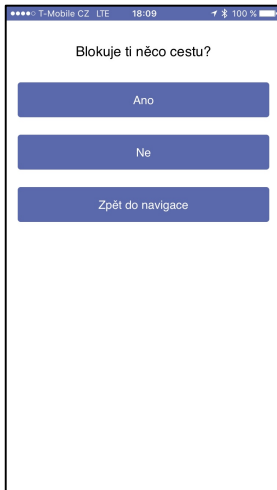 T-Mobile CZ LTE 18:09 100 %
Blokuje ti něco cestu?
Ano
Ne
Zpět do navigace